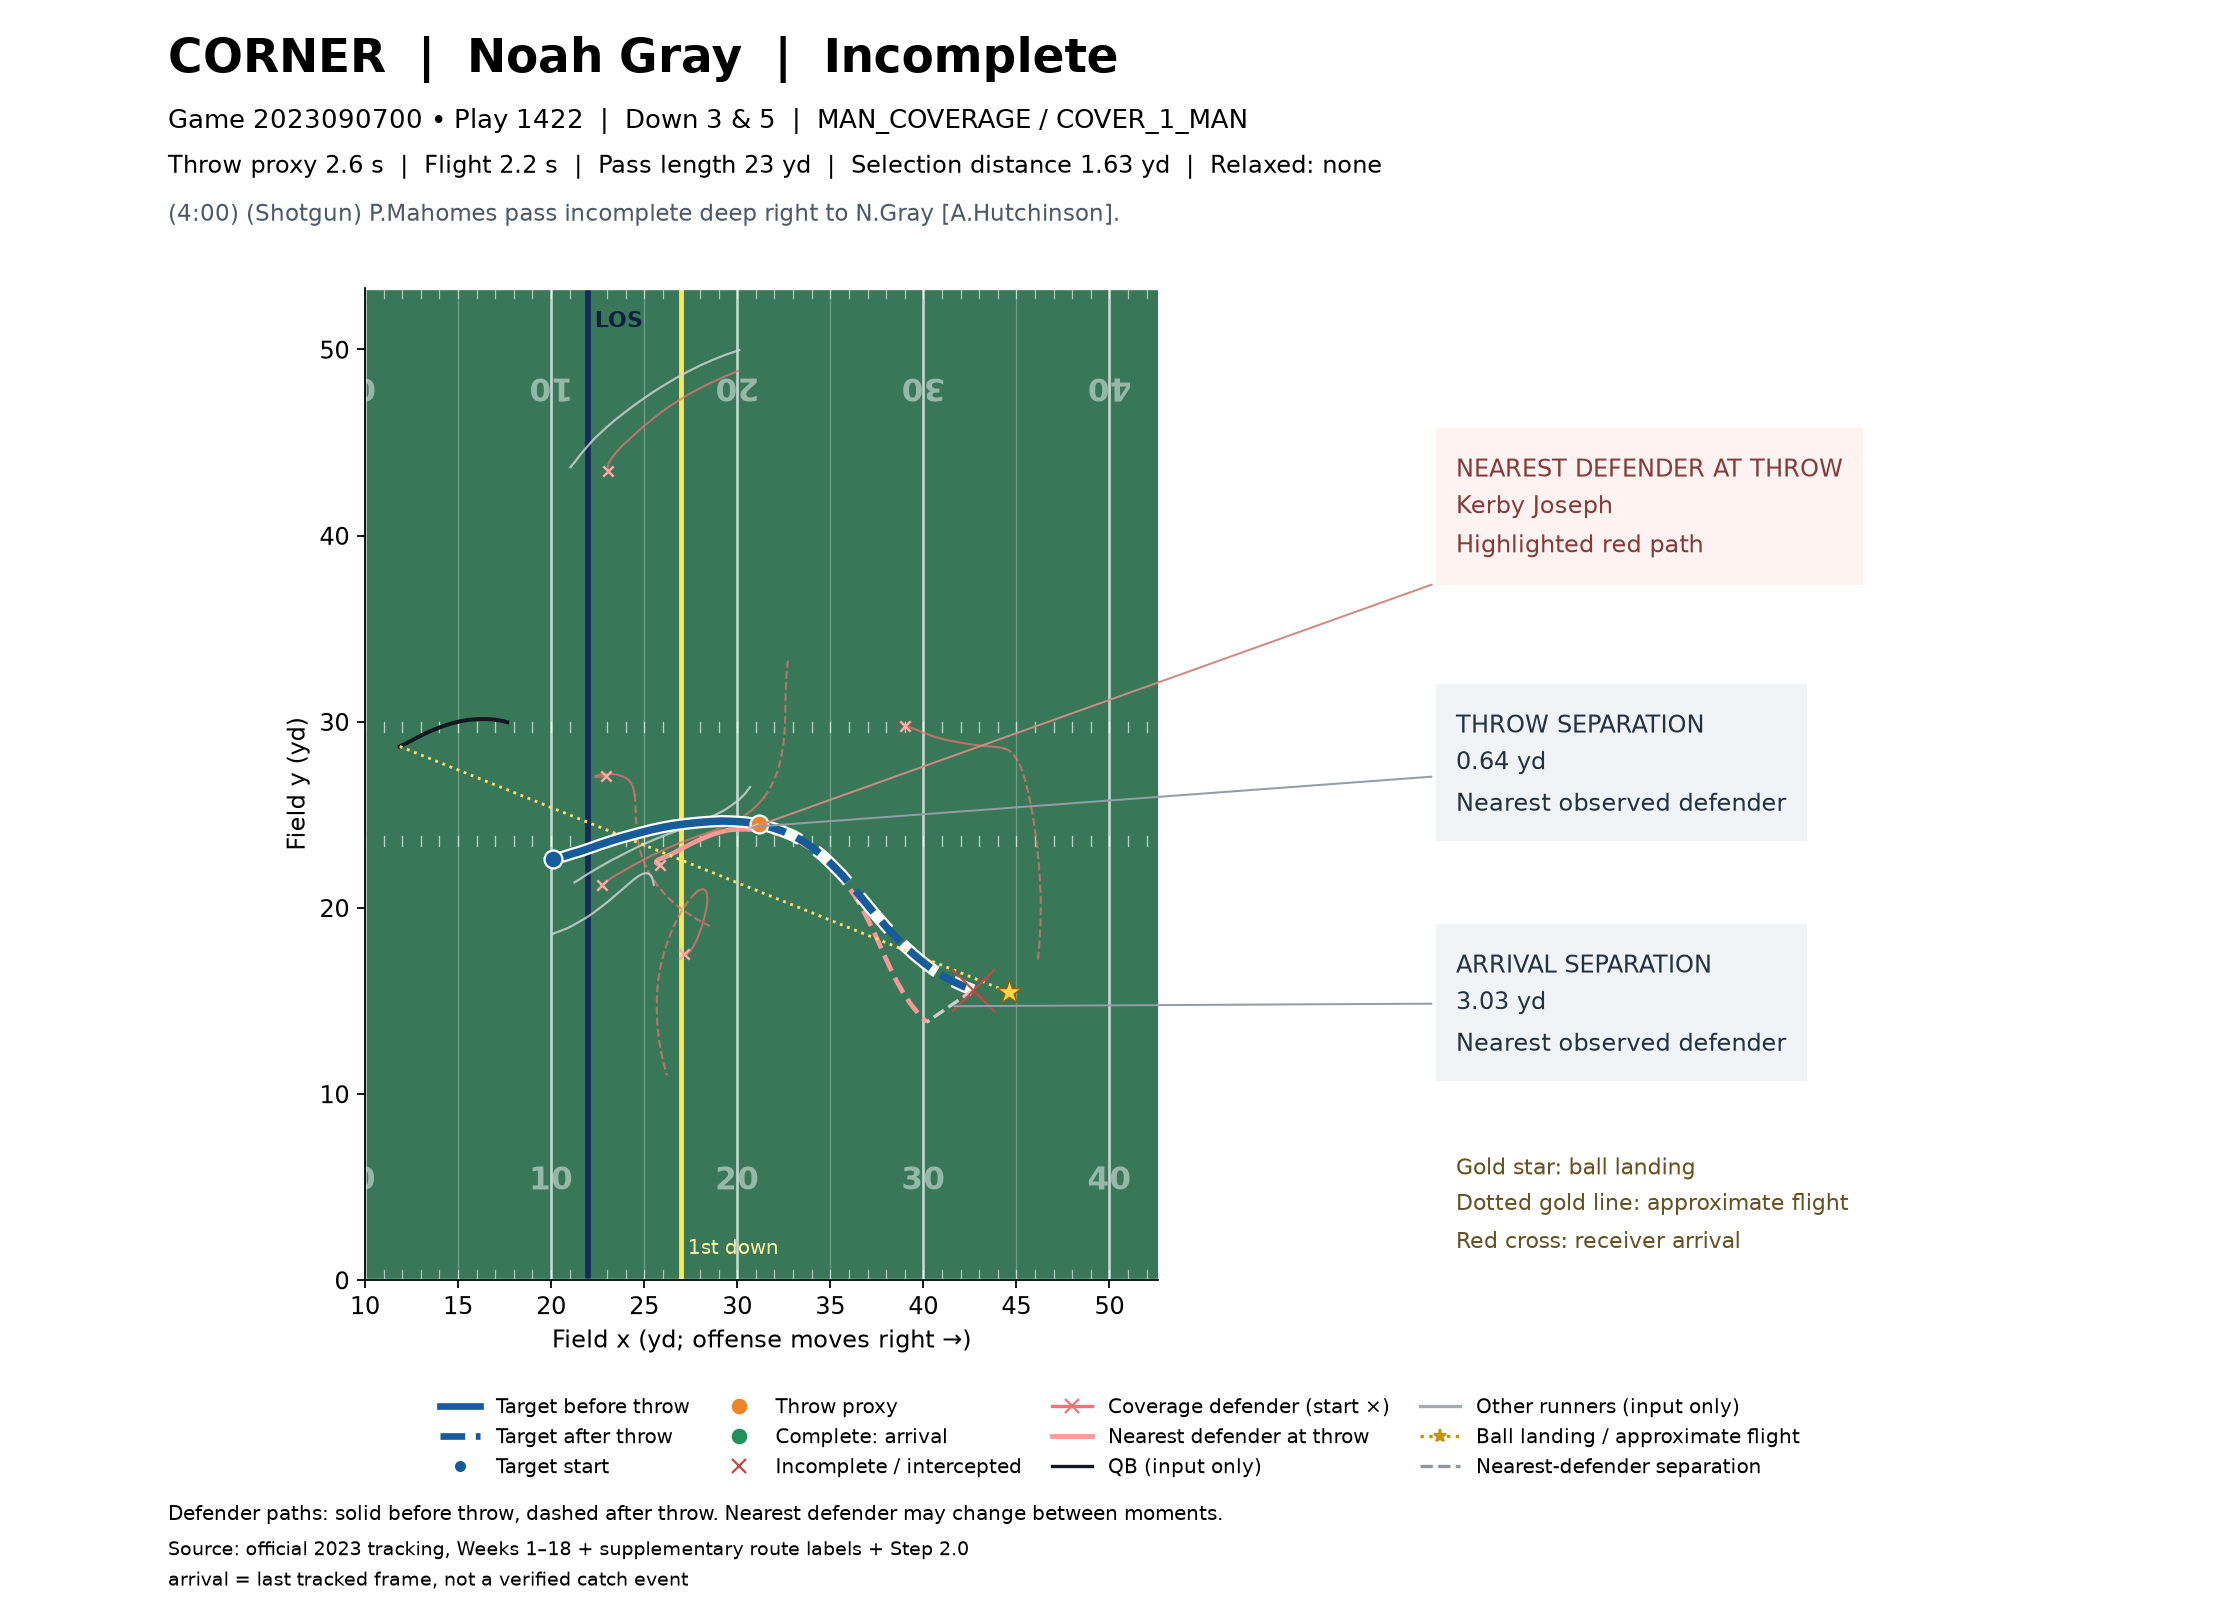 CORNER | Noah Gray | Incomplete
Game 2023090700 • Play 1422 | Down 3 & 5 | MAN_COVERAGE / COVER_1_MAN
Throw proxy 2.6 s | Flight 2.2 s | Pass length 23 yd | Selection distance 1.63 yd | Relaxed: none
(4:00) (Shotgun) P.Mahomes pass incomplete deep right to N.Gray [A.Hutchinson].
LOS
0 10 20 30 40
50
40
30
20
10
0
Field y (yd)
NEAREST DEFENDER AT THROW
Kerby Joseph
Highlighted red path
THROW SEPARATION
0.64 yd
Nearest observed defender
ARRIVAL SEPARATION
3.03 yd
Nearest observed defender
0 10 20 30 40
1st down
Gold star: ball landing
Dotted gold line: approximate flight
Red cross: receiver arrival
10 15 20 25 30 35 40 45 50
Field x (yd; offense moves right →)
Target before throw
Target after throw
Target start
Throw proxy
Complete: arrival
Incomplete / intercepted
Coverage defender (start ×)
Nearest defender at throw
QB (input only)
Other runners (input only)
Ball landing / approximate flight
Nearest-defender separation
Defender paths: solid before throw, dashed after throw. Nearest defender may change between moments.
Source: official 2023 tracking, Weeks 1–18 + supplementary route labels + Step 2.0
arrival = last tracked frame, not a verified catch event